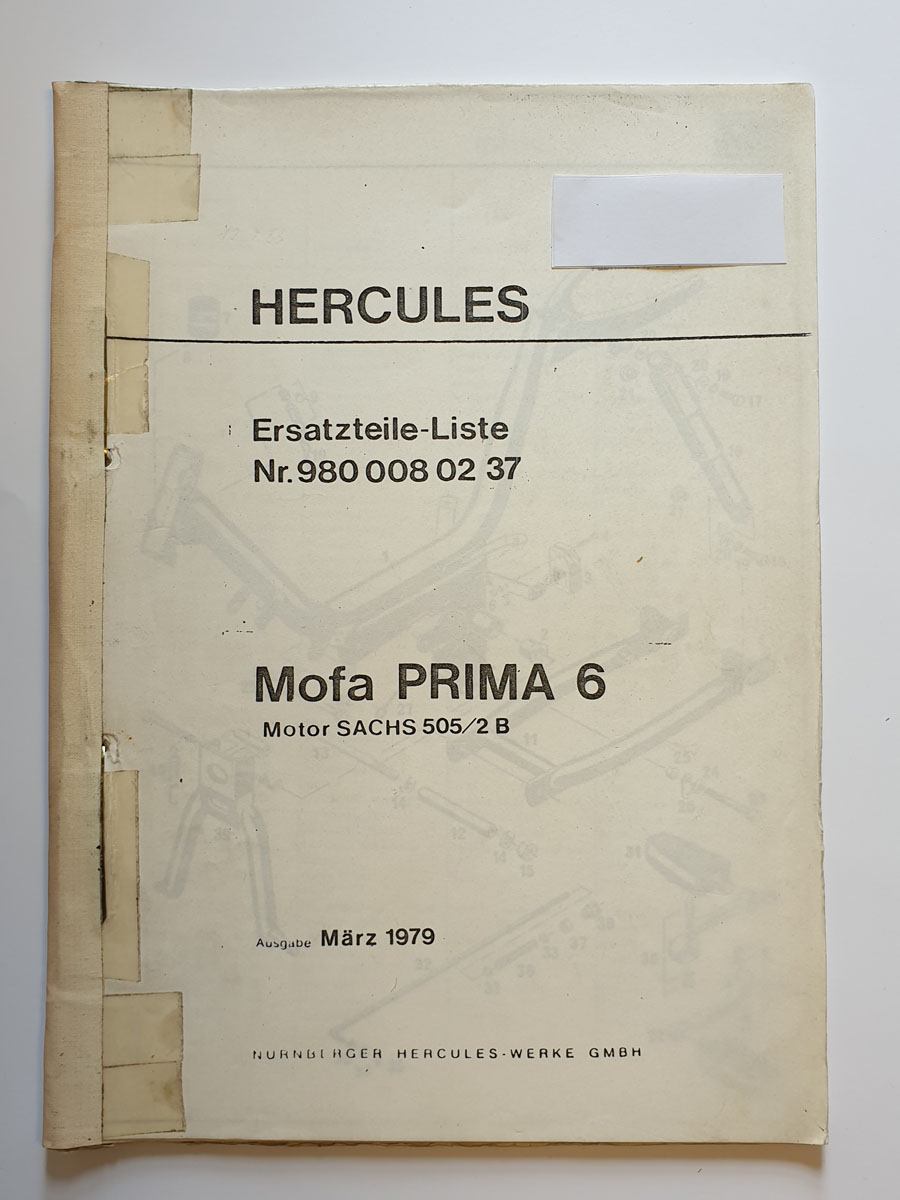 HERCULES
Ersatzteile-Liste
Nr. 980 008 02 37
Mofa PRIMA 6
Motor SACHS 505/2 B
Ausgabe März 1979
NURNBERGER HERCULES-WERKE GMBH